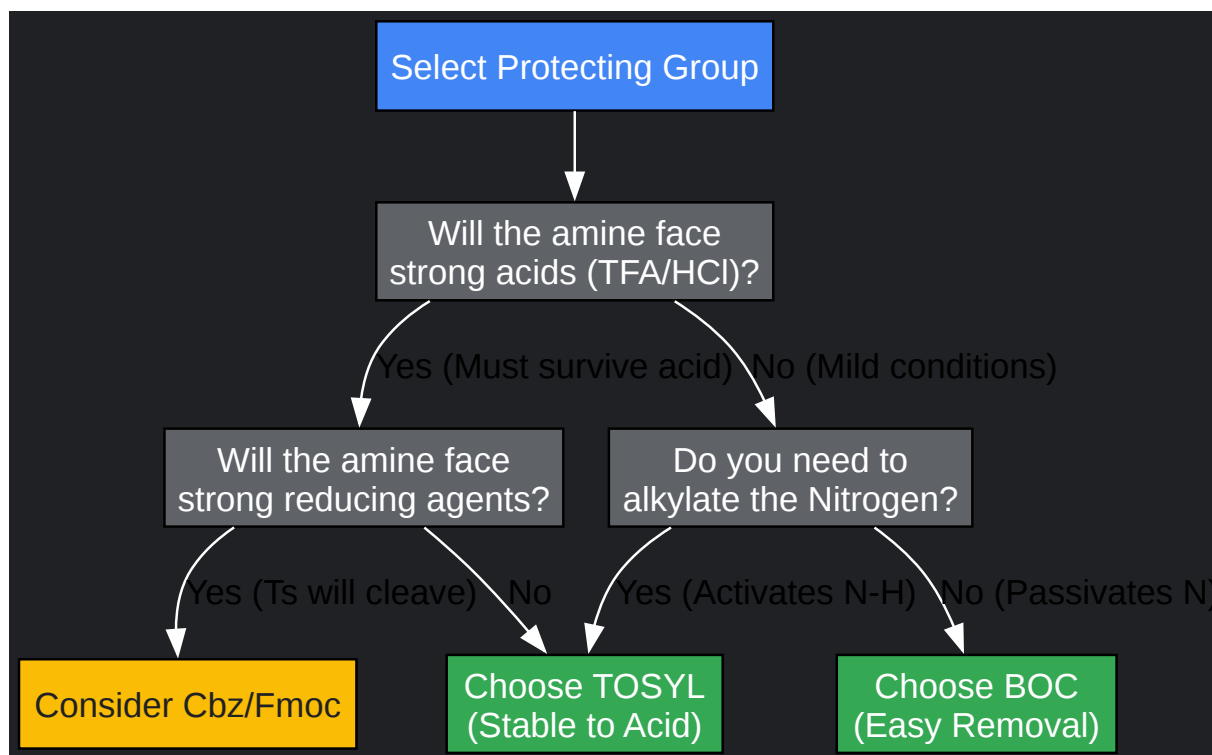 Select Protecting Group
Will the amine face
strong acids (TFA/HCl)?
Yes (Must survive acid)
No (Mild conditions)
Will the amine face
strong reducing agents?
Do you need to
alkylate the Nitrogen?
Yes (Ts will cleave)
No
Yes (Activates N-H)
No (Passivates N)
Consider Cbz/Fmoc
Choose TOSYL
(Stable to Acid)
Choose BOC
(Easy Removal)